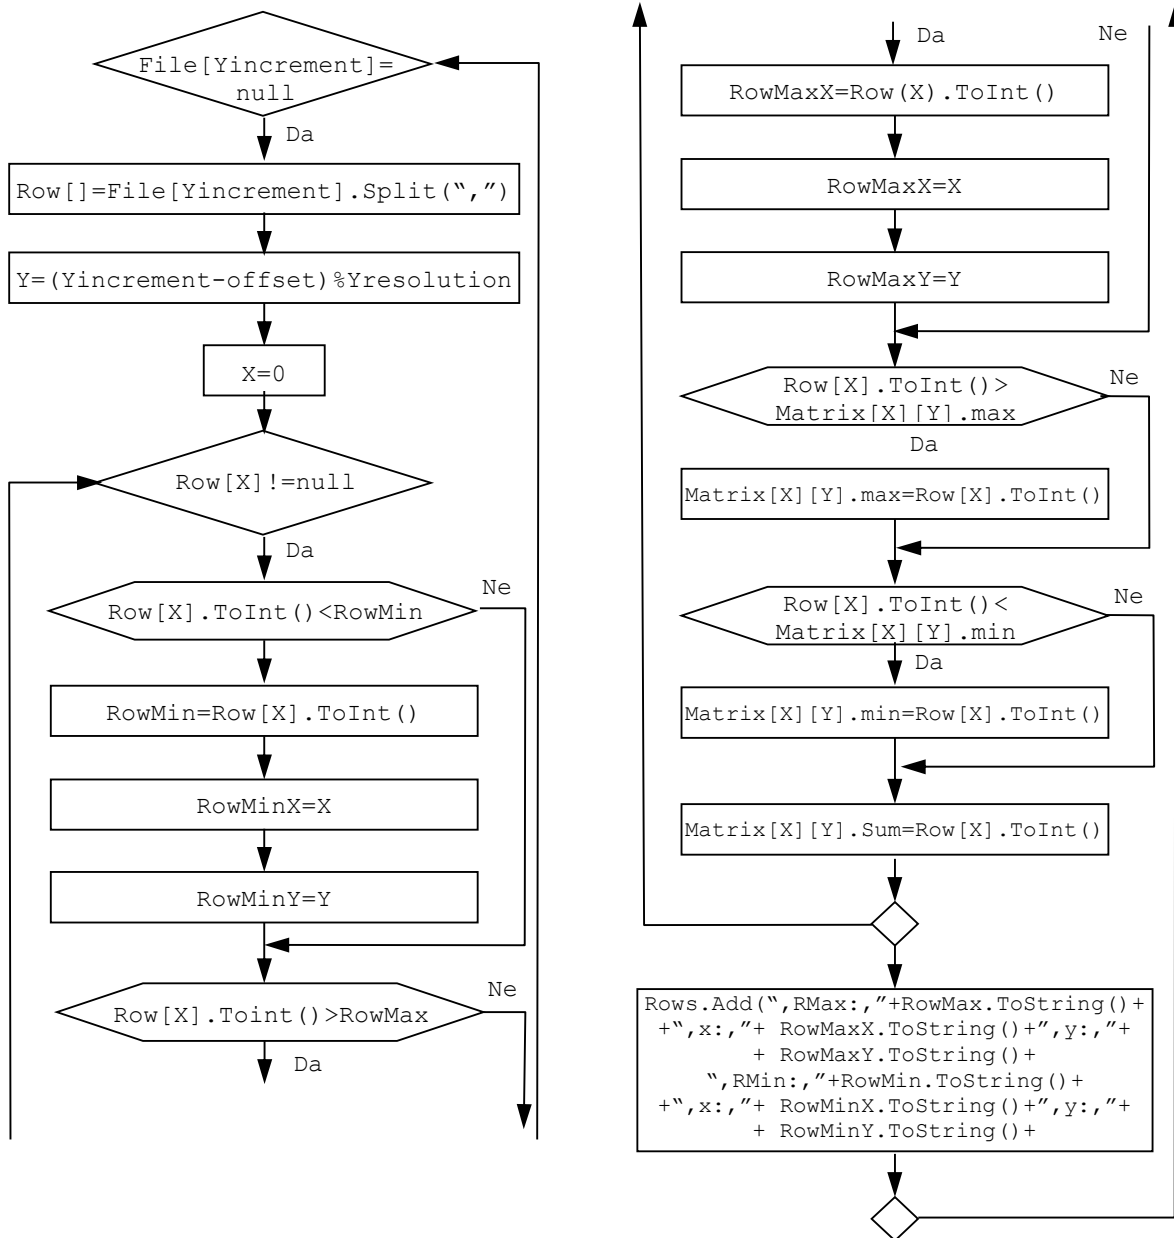 File[Yincrement]=
null
Da
Row[]=File[Yincrement].Split(“,”)
Y=(Yincrement-offset)%Yresolution
X=0
Row[X]!=null
Da
Row[X].ToInt()<RowMin
Ne
RowMin=Row[X].ToInt()
RowMinX=X
RowMinY=Y
Row[X].Toint()>RowMax
Ne
Da
Da
Ne
RowMaxX=Row(X).ToInt()
RowMaxX=X
RowMaxY=Y
Row[X].ToInt()>
Matrix[X][Y].max
Ne
Da
Matrix[X][Y].max=Row[X].ToInt()
Row[X].ToInt()<
Matrix[X][Y].min
Ne
Da
Matrix[X][Y].min=Row[X].ToInt()
Matrix[X][Y].Sum=Row[X].ToInt()
Rows.Add(“,RMax:,”+RowMax.ToString()+
+“,x:,”+ RowMaxX.ToString()+”,y:,”+
+ RowMaxY.ToString()+
“,RMin:,”+RowMin.ToString()+
+“,x:,”+ RowMinX.ToString()+”,y:,”+
+ RowMinY.ToString()+